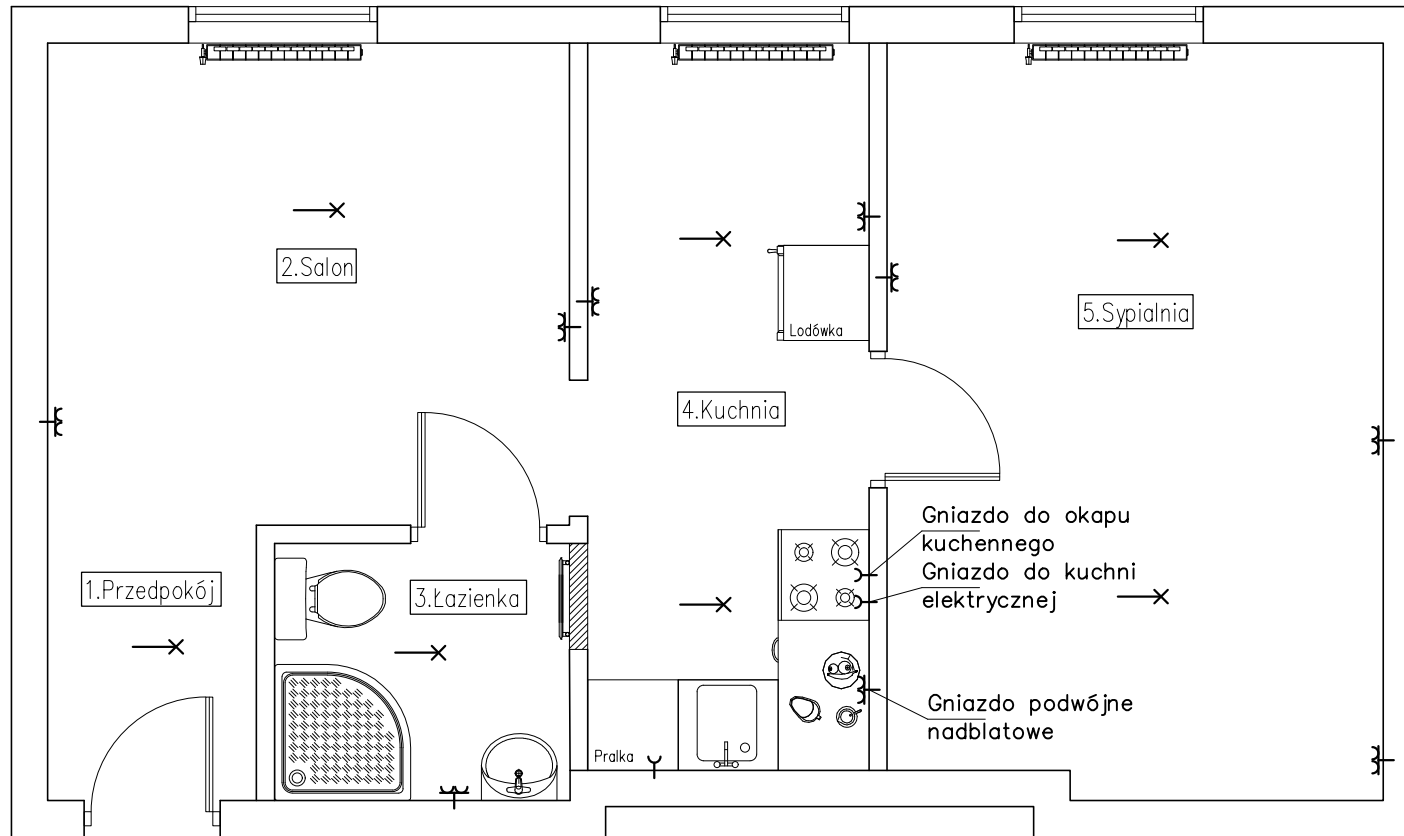 2.Salon
Lodówka
5.Sypialnia
4.Kuchnia
Gniazdo do okapu
kuchennego
Gniazdo do kuchni
elektrycznej
1.Przedpokój
3.Łazienka
Gniazdo podwójne
nadblatowe
Pralka